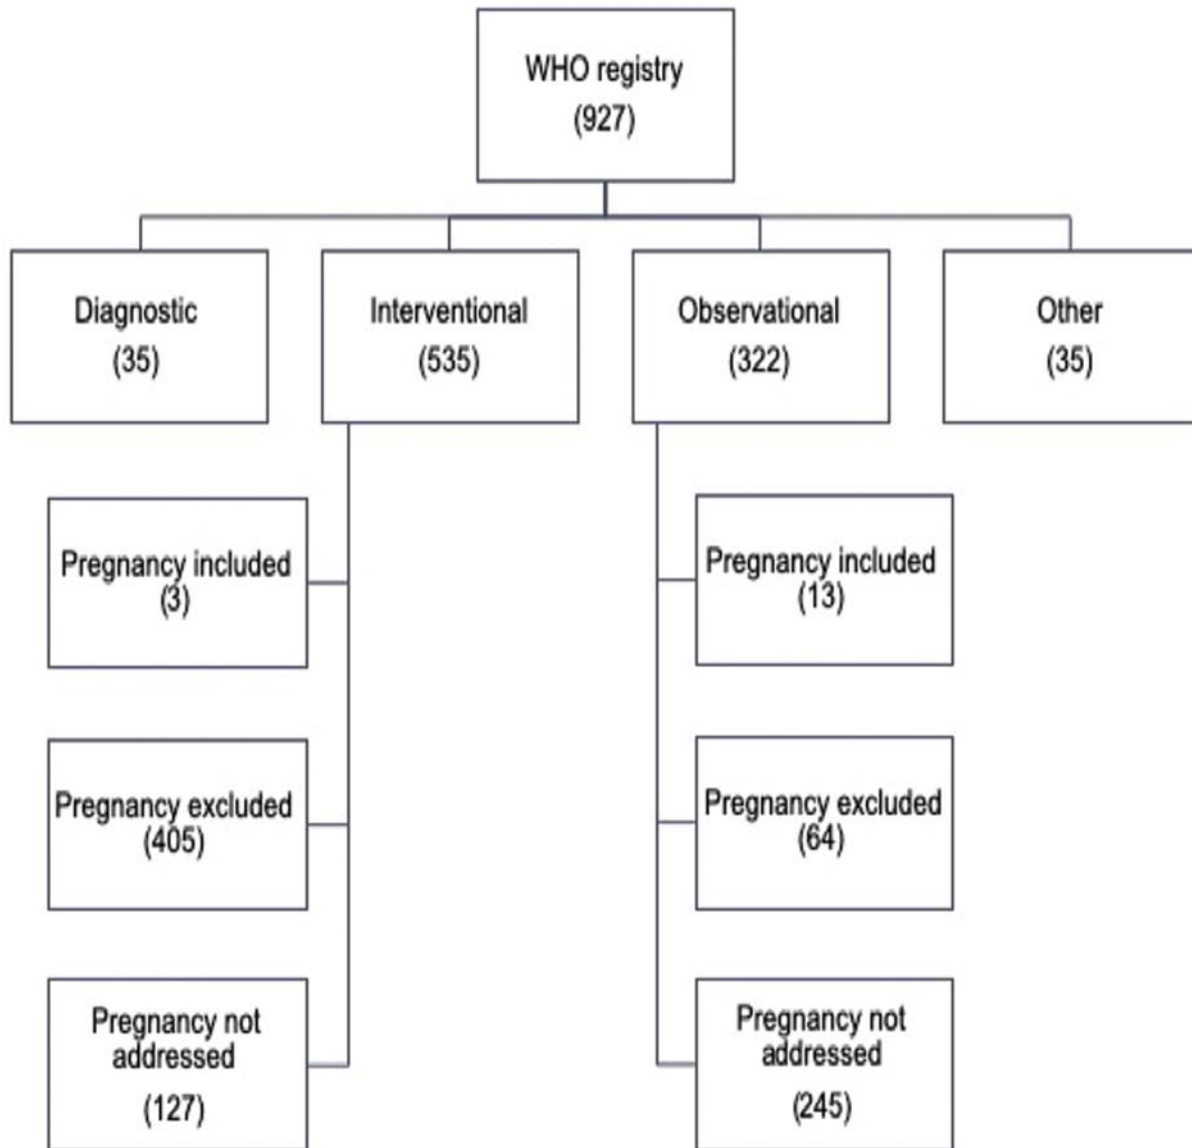 WHO registry
(927)
Diagnostic
(35)
Interventional
(535)
Observational
(322)
Other
(35)
Pregnancy included
(3)
Pregnancy excluded
(405)
Pregnancy not
addressed
(127)
Pregnancy included
(13)
Pregnancy excluded
(64)
Pregnancy not
addressed
(245)